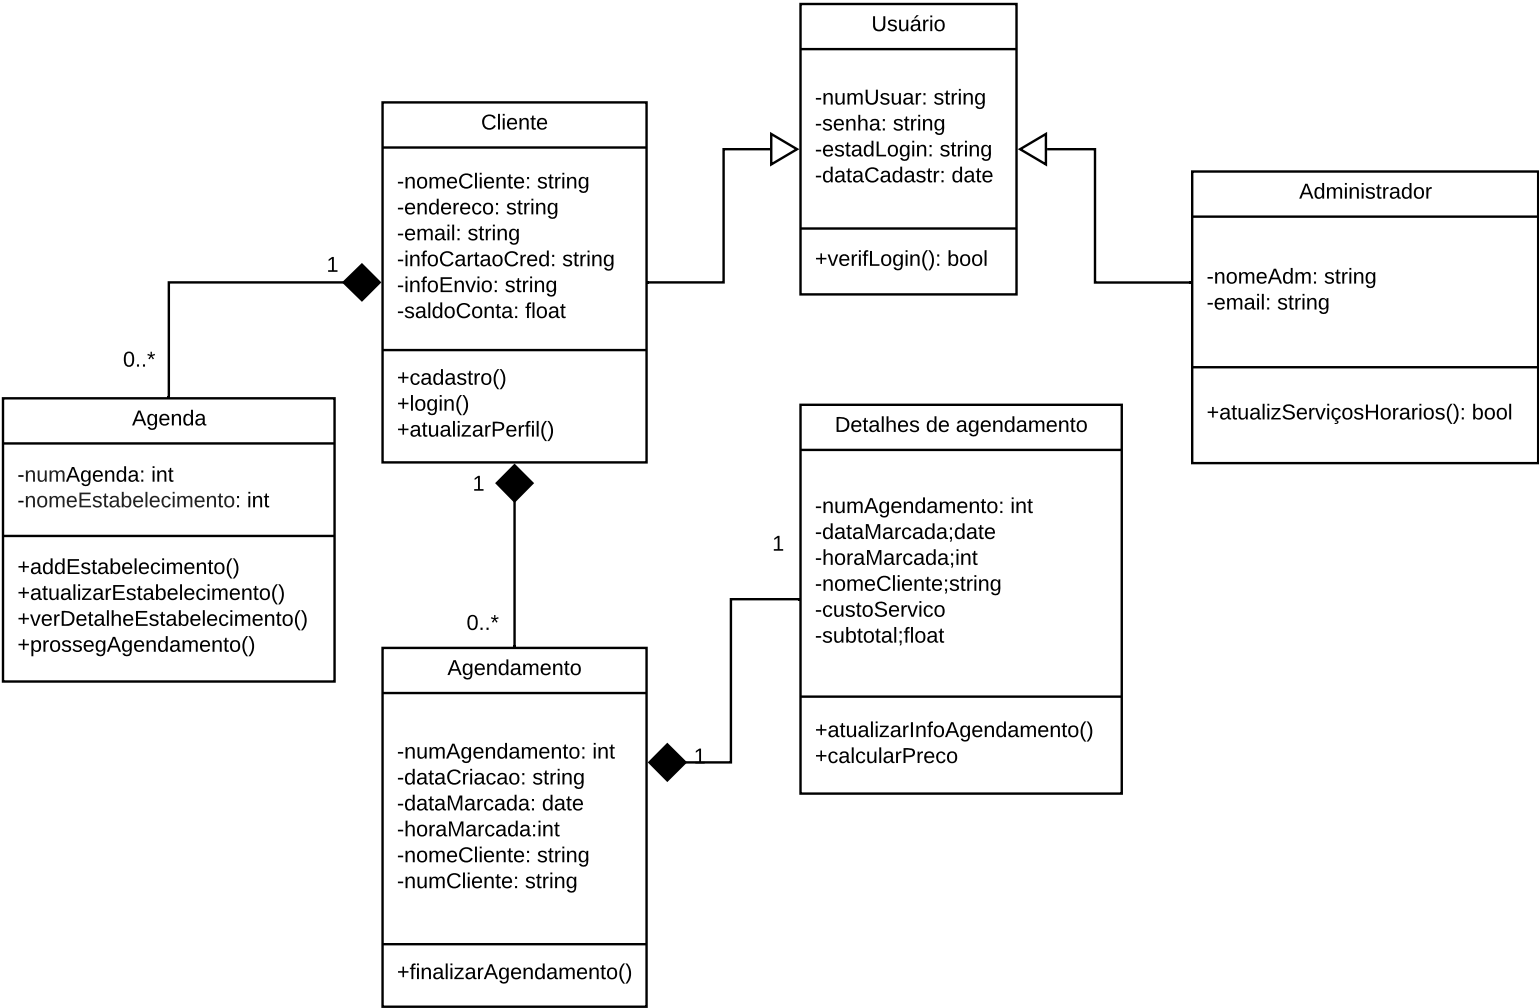 Usuário
-numUsuar: string
-senha: string
-estadLogin: string
-dataCadastr: date
+verifLogin(): bool
Cliente
-nomeCliente: string
-endereco: string
-email: string
-infoCartaoCred: string
-infoEnvio: string
-saldoConta: float
+cadastro()
+login()
+atualizarPerfil()
Administrador
-nomeAdm: string
-email: string
+atualizServiçosHorarios(): bool
1
0..*
Agenda
-numAgenda: int
-nomeEstabelecimento: int
+addEstabelecimento()
+atualizarEstabelecimento()
+verDetalheEstabelecimento()
+prossegAgendamento()
1
0..*
Detalhes de agendamento
-numAgendamento: int
-dataMarcada;date
-horaMarcada;int
-nomeCliente;string
-custoServico
-subtotal;float
+atualizarInfoAgendamento()
+calcularPreco
1
1
Agendamento
-numAgendamento: int
-dataCriacao: string
-dataMarcada: date
-horaMarcada:int
-nomeCliente: string
-numCliente: string
+finalizarAgendamento()